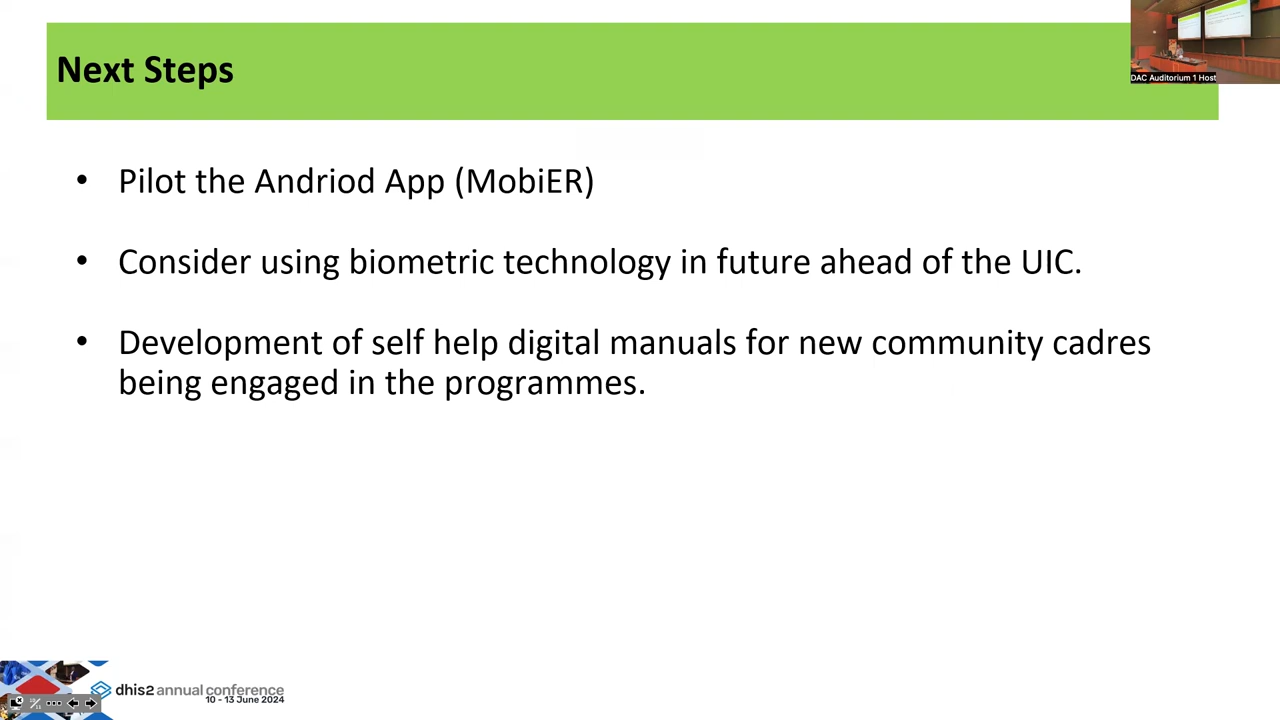 Next Steps
DAC Auditorium 1 Host
• Pilot the Andriod App (MobiER)
• Consider using biometric technology in future ahead of the UIC.
• Development of self help digital manuals for new community cadres
being engaged in the programmes.
dhis2 annual conference
10 - 13 June 2024